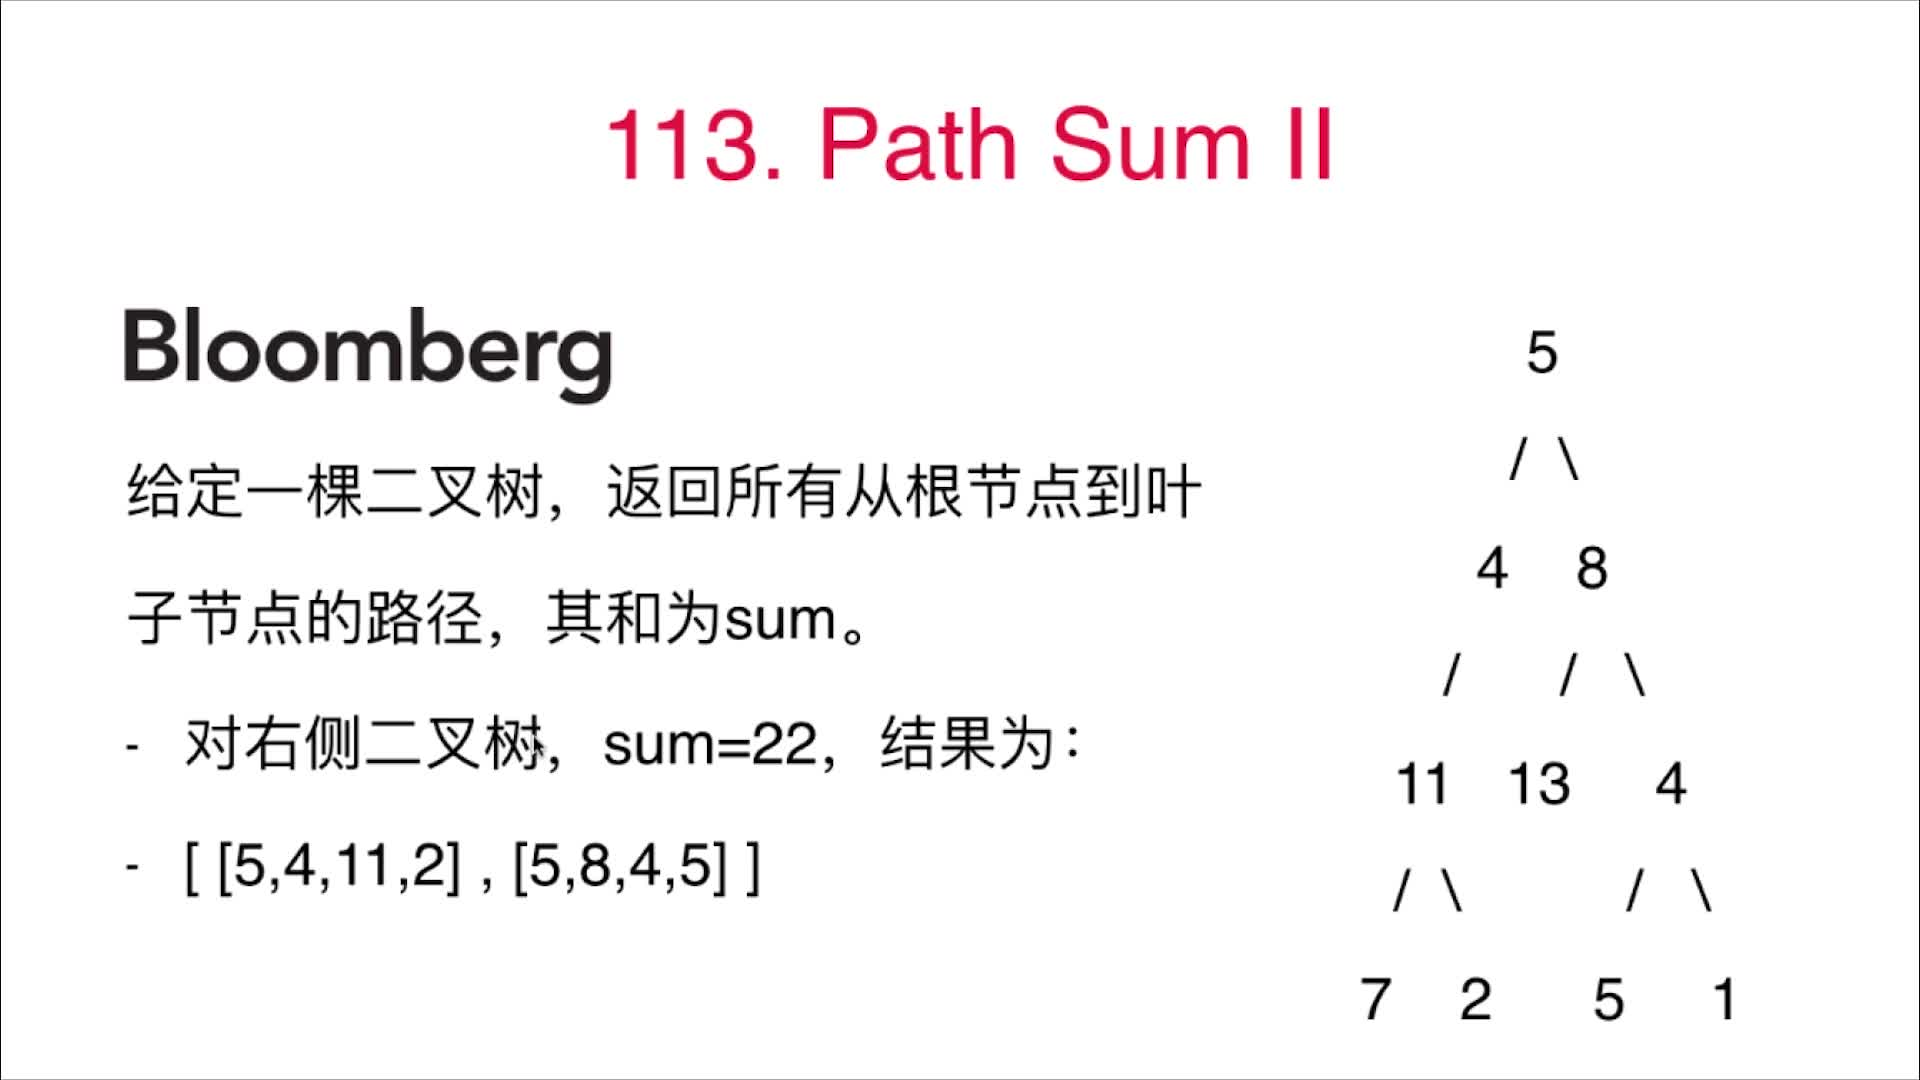 113. Path Sum II
Bloomberg
给定一棵二叉树，返回所有从根节点到叶
子节点的路径，其和为sum。
- 对右侧二叉树，sum=22，结果为：
- [ [5,4,11,2] , [5,8,4,5] ]
5
/ \
4 8
/ / \
11 13 4
/ \ / \
7 2 5 1